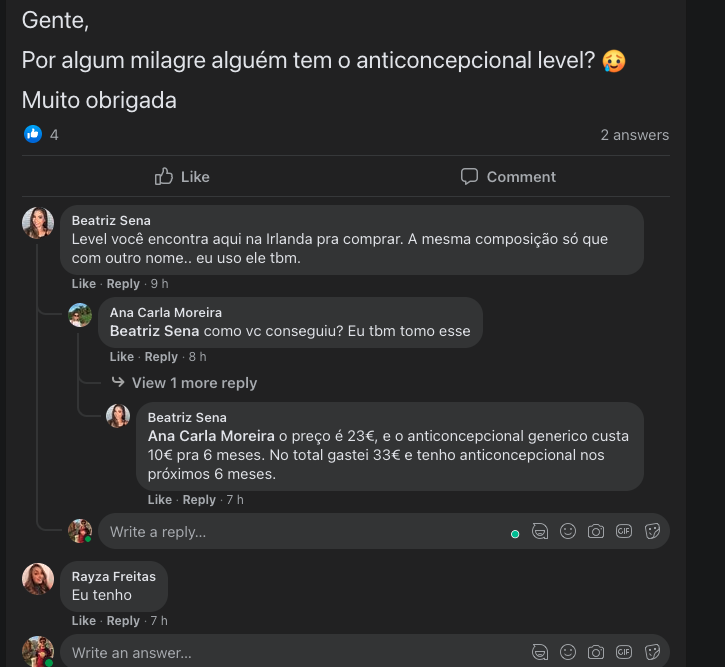 Gente,
Por algum milagre alguém tem o anticoncepcional level? 🥲
Muito obrigada
4
2 answers
Like
Comment
Beatriz Sena
Level você encontra aqui na Irlanda pra comprar. A mesma composição só que
com outro nome.. eu uso ele tbm.
Like · Reply · 9 h
Ana Carla Moreira
Beatriz Sena como vc conseguiu? Eu tbm tomo esse
Like · Reply · 8 h
View 1 more reply
Beatriz Sena
Ana Carla Moreira o preço é 23€, e o anticoncepcional generico custa
10€ pra 6 meses. No total gastei 33€ e tenho anticoncepcional nos
próximos 6 meses.
Like · Reply · 7 h
Write a reply...
GIF
Rayza Freitas
Eu tenho
Like · Reply · 7 h
Write an answer...
GIF